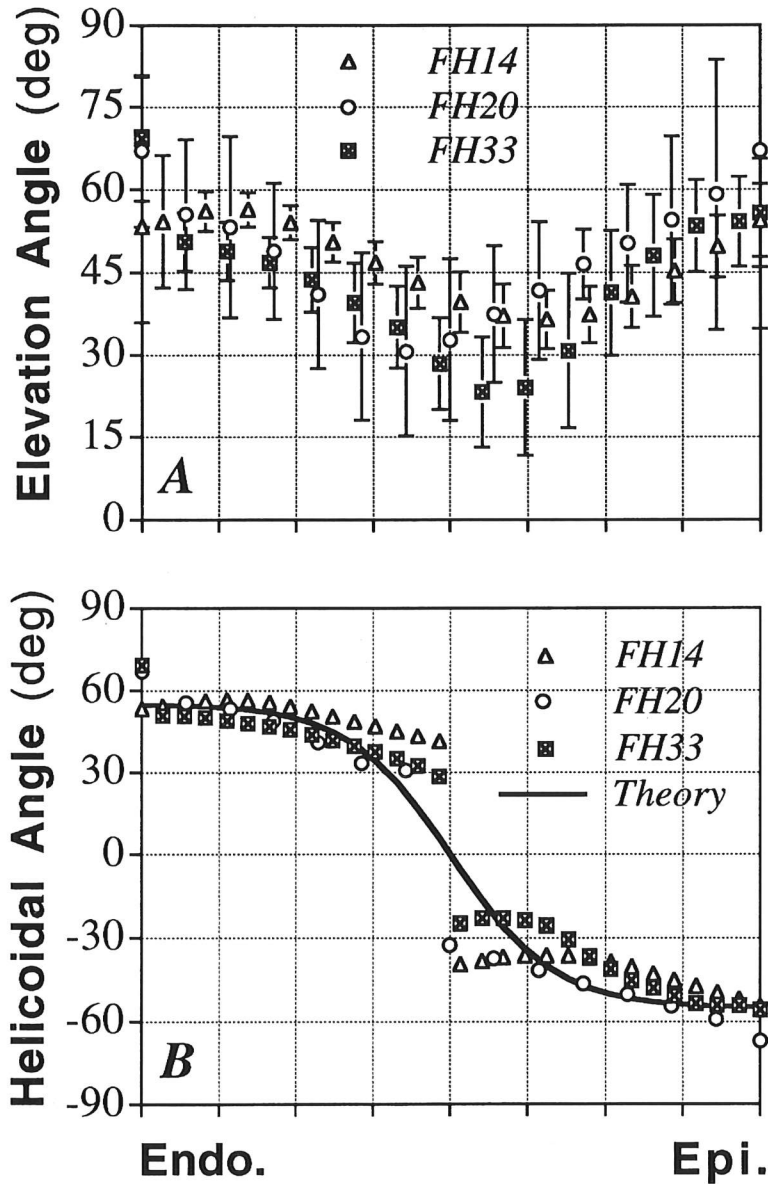 Elevation Angle (deg)
90
75
60
45
30
15
0
FH14
FH20
FH33
A
Helicoidal Angle (deg)
90
60
30
0
-30
-60
-90
FH14
FH20
FH33
Theory
B
Endo.
Epi.